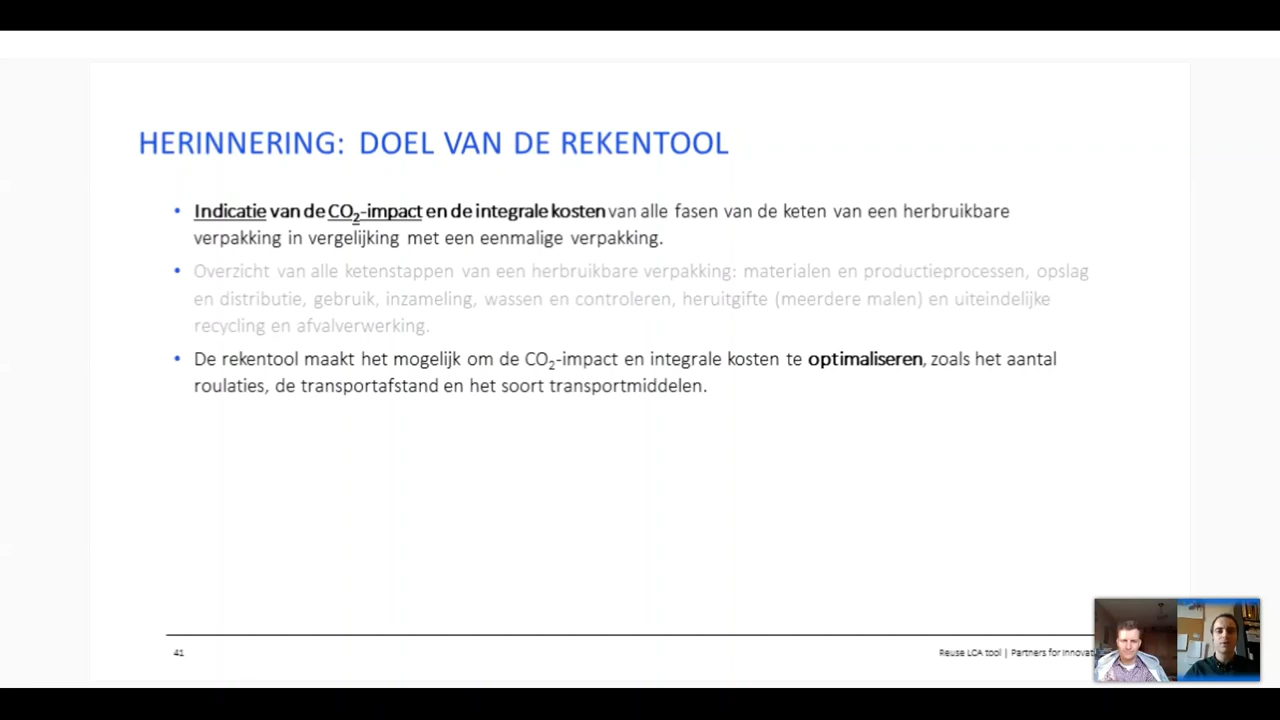 HERINNERING: DOEL VAN DE REKENTOOL
• Indicatie van de CO₂-impact en de integrale kosten van alle fasen van de keten van een herbruikbare
verpakking in vergelijking met een eenmalige verpakking.
• Overzicht van alle ketenstappen van een herbruikbare verpakking: materialen en productieprocessen, opslag
en distributie, gebruik, inzameling, wassen en controleren, heruitgifte (meerdere malen) en uiteindelijke
recycling en afvalverwerking.
• De rekentool maakt het mogelijk om de CO₂-impact en integrale kosten te optimaliseren, zoals het aantal
roulaties, de transportafstand en het soort transportmiddelen.
41
Reuse LCA tool | Partners for